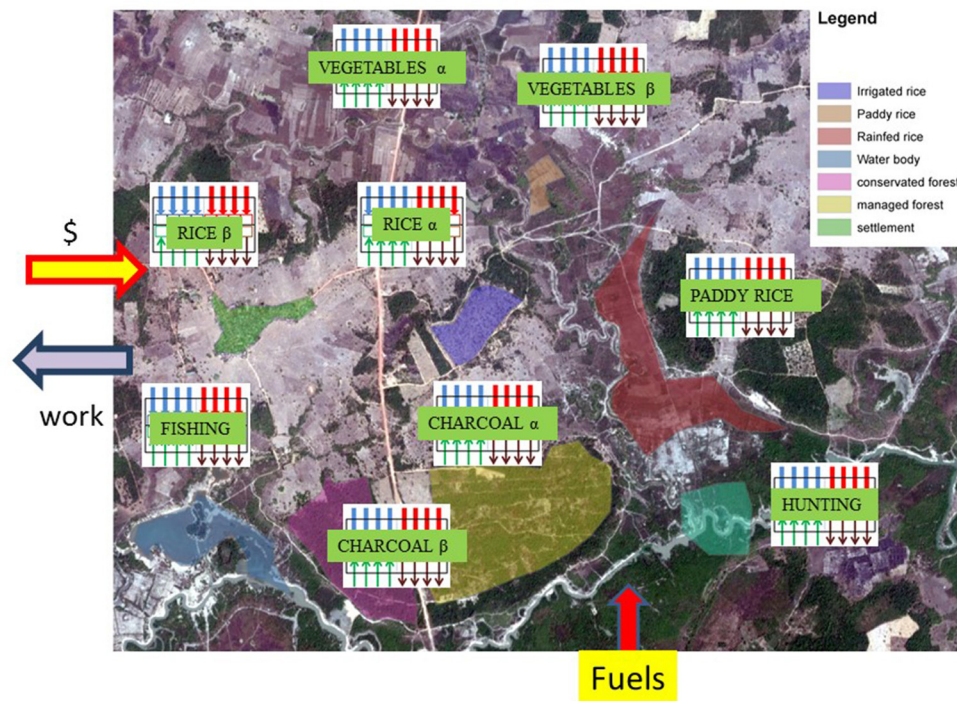 Legend
Irrigated rice
Paddy rice
Rainfed rice
Water body
conservated forest
managed forest
settlement
VEGETABLES α
VEGETABLES β
RICE β
RICE α
$
PADDY RICE
work
FISHING
CHARCOAL α
HUNTING
CHARCOAL β
Fuels